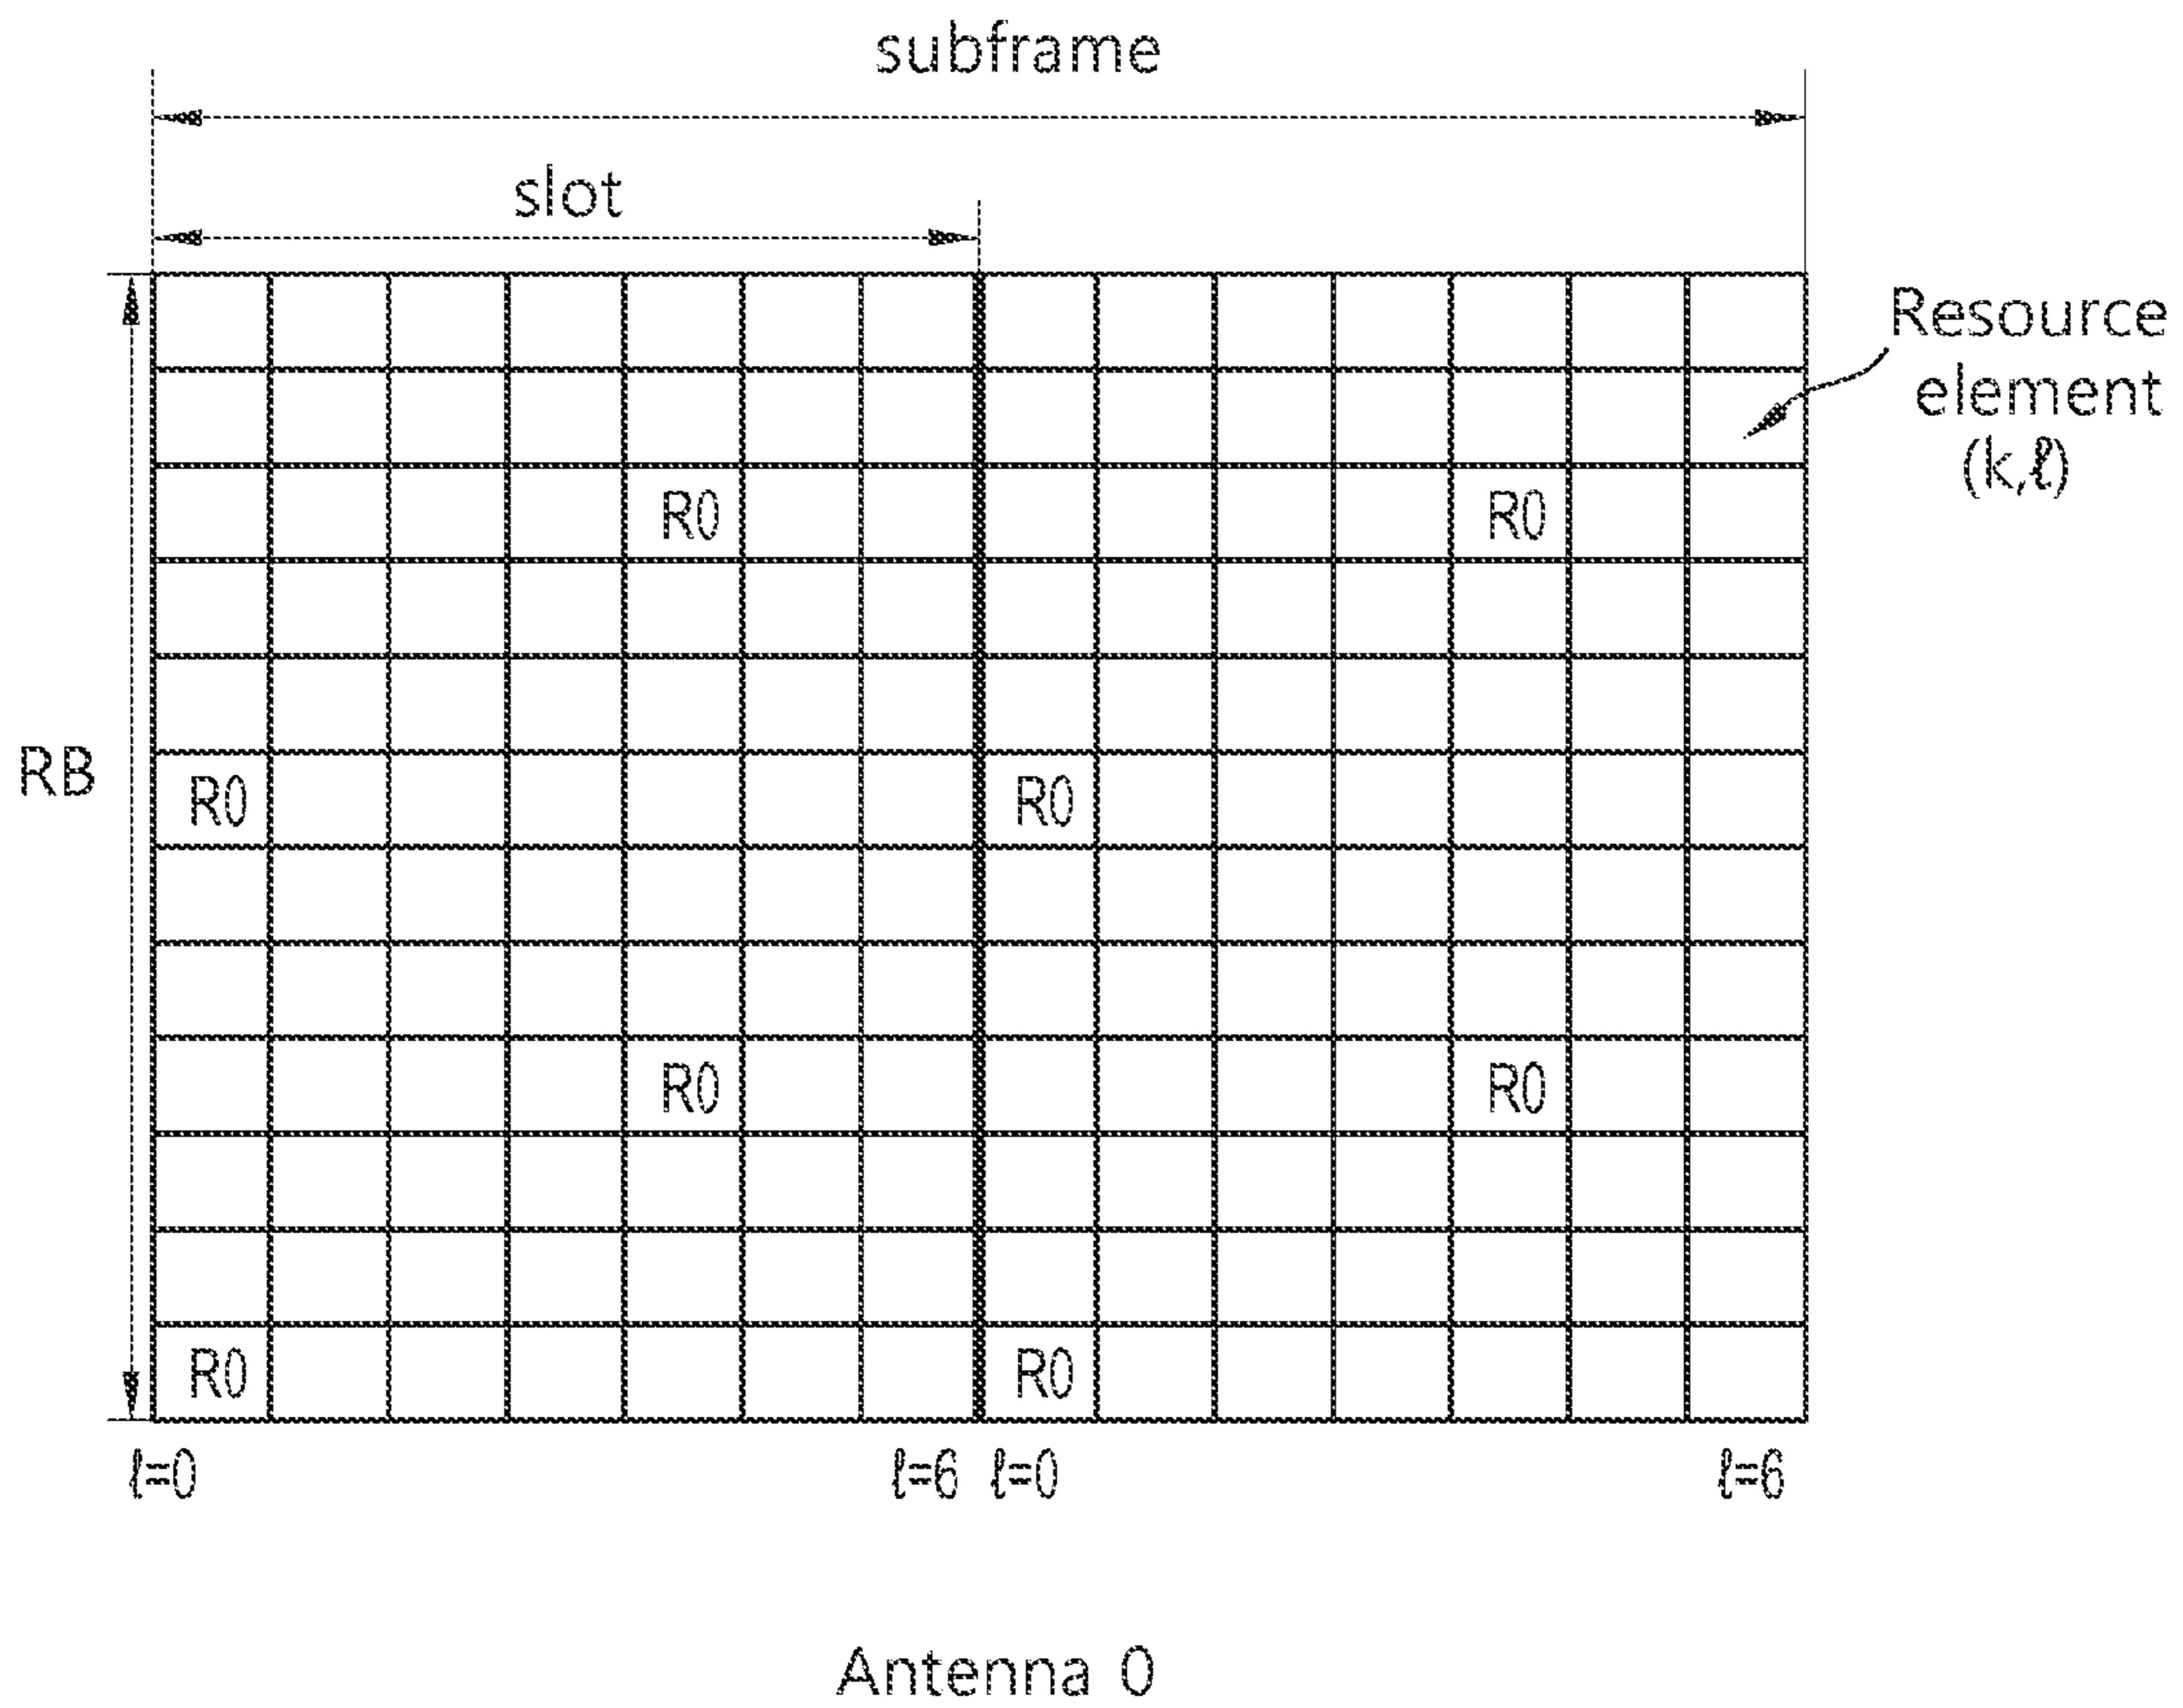 subframe
slot
Resource
element
(k,ℓ)
R0 R0
RB
R0 R0
R0 R0
R0 R0
ℓ=0 ℓ=6 ℓ=0 ℓ=6
Antenna 0